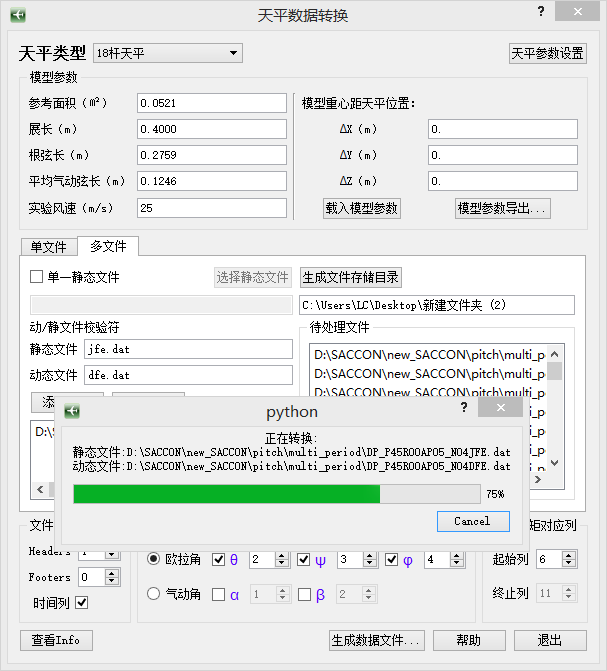 天平数据转换
?
天平类型 18杆天平 天平参数设置
模型参数
参考面积（m²） 0.0521 模型重心距天平位置：
展长（m） 0.4000 ΔX（m） 0.
根弦长（m） 0.2759 ΔY（m） 0.
平均气动弦长（m） 0.1246 ΔZ（m） 0.
实验风速（m/s） 25 载入模型参数 模型参数导出...
单文件 多文件
单一静态文件 选择静态文件 生成文件存储目录
C:\Users\LC\Desktop\新建文件夹 (2)
动/静文件校验符 待处理文件
静态文件 jfe.dat D:\SACCON\new_SACCON\pitch\multi_p
动态文件 dfe.dat D:\SACCON\new_SACCON\pitch\multi_p
D:\SACCON\new_SACCON\pitch\multi_p
python
?
正在转换:
静态文件:D:\SACCON\new_SACCON\pitch\multi_period\DP_P45R00AP05_N04JFE.dat
动态文件:D:\SACCON\new_SACCON\pitch\multi_period\DP_P45R00AP05_N04DFE.dat
75%
Cancel
Headers 1 欧拉角 θ 2 ψ 3 φ 4 起始列 6
Footers 0 气动角 α 1 β 2 终止列 11
时间列
查看Info 生成数据文件... 帮助 退出